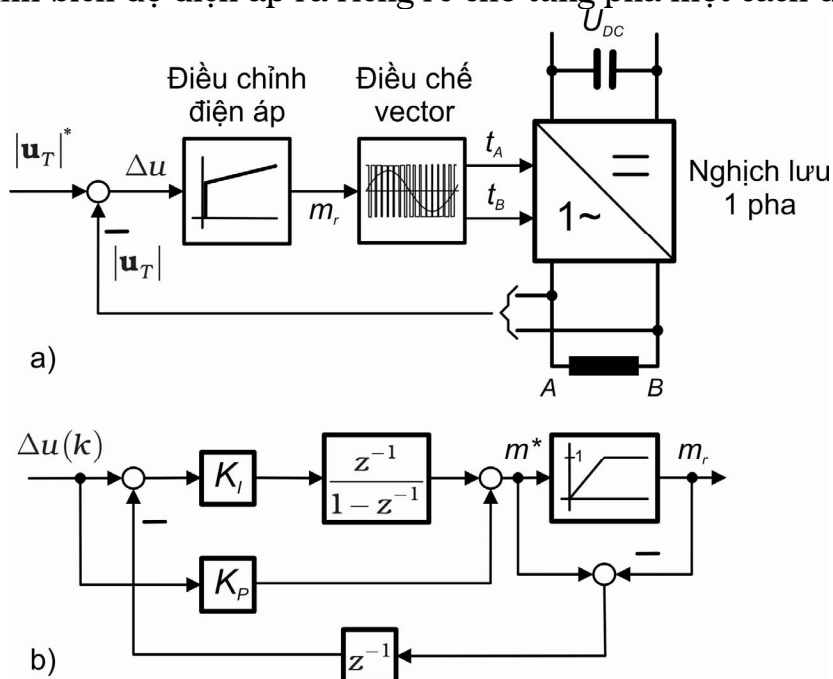 U_DC
Điều chỉnh
điện áp
Điều chế
vector
|u_T|*
Δu
m_r
t_A
t_B
1~
Nghịch lưu
1 pha
−
|u_T|
a)
A
B
Δu(k)
K_I
z⁻¹
1 − z⁻¹
m*
1
m_r
−
−
K_P
z⁻¹
b)